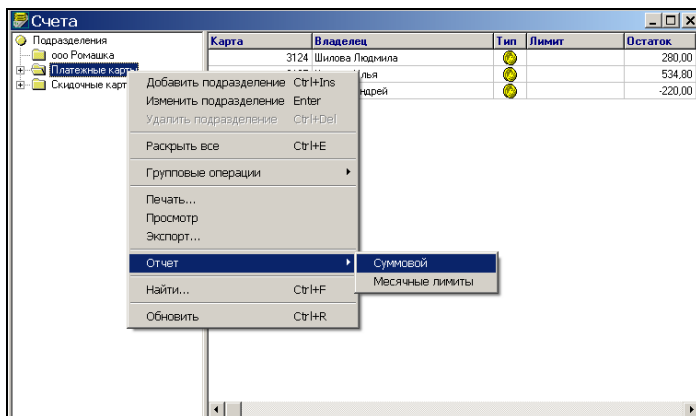 Счета
Подразделения
ооо Ромашка
Платежные карты
Скидочные карт
Карта Владелец Тип Лимит Остаток
3124 Шилова Людмила 280,00
лья 534,80
ндрей -220,00
Добавить подразделение Ctrl+Ins
Изменить подразделение Enter
Удалить подразделение Ctrl+Del
Раскрыть все Ctrl+E
Групповые операции
Печать...
Просмотр
Экспорт...
Отчет
Суммовой
Месячные лимиты
Найти... Ctrl+F
Обновить Ctrl+R